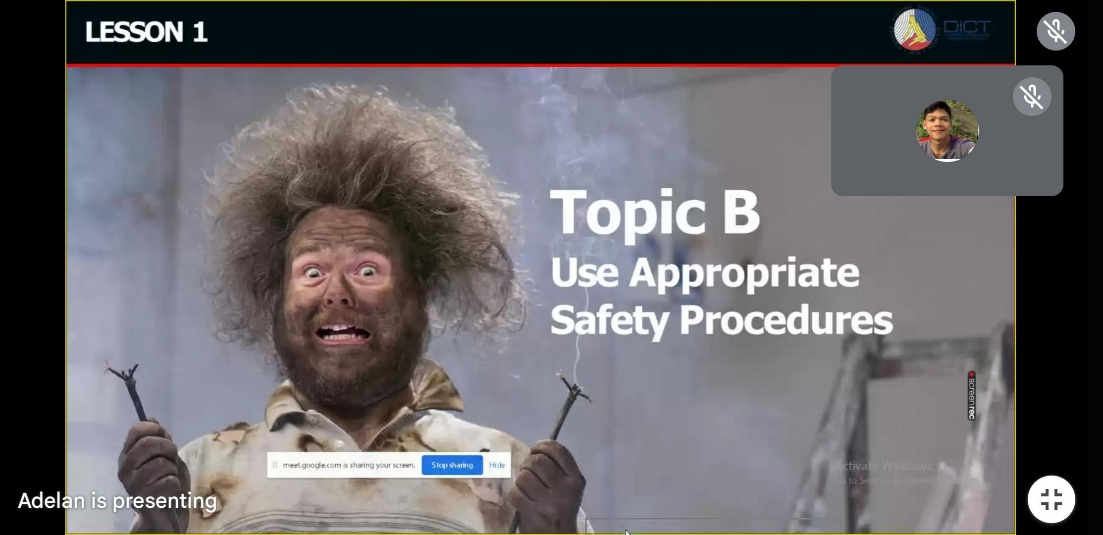 LESSON 1
DICT
Topic B
Use Appropriate
Safety Procedures
screenrec
meet.google.com is sharing your screen.
Stop sharing
Hide
Activate Windows
Adelan is presenting